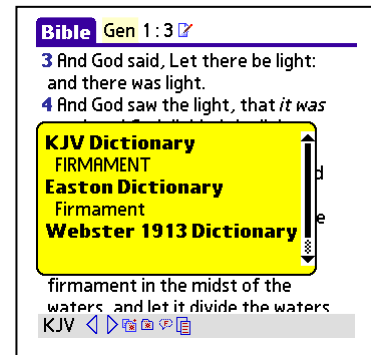 Bible Gen 1:3
3 And God said, Let there be light:
and there was light.
4 And God saw the light, that it was
KJV Dictionary
FIRMAMENT
Easton Dictionary
Firmament
Webster 1913 Dictionary
firmament in the midst of the
waters, and let it divide the waters
KJV